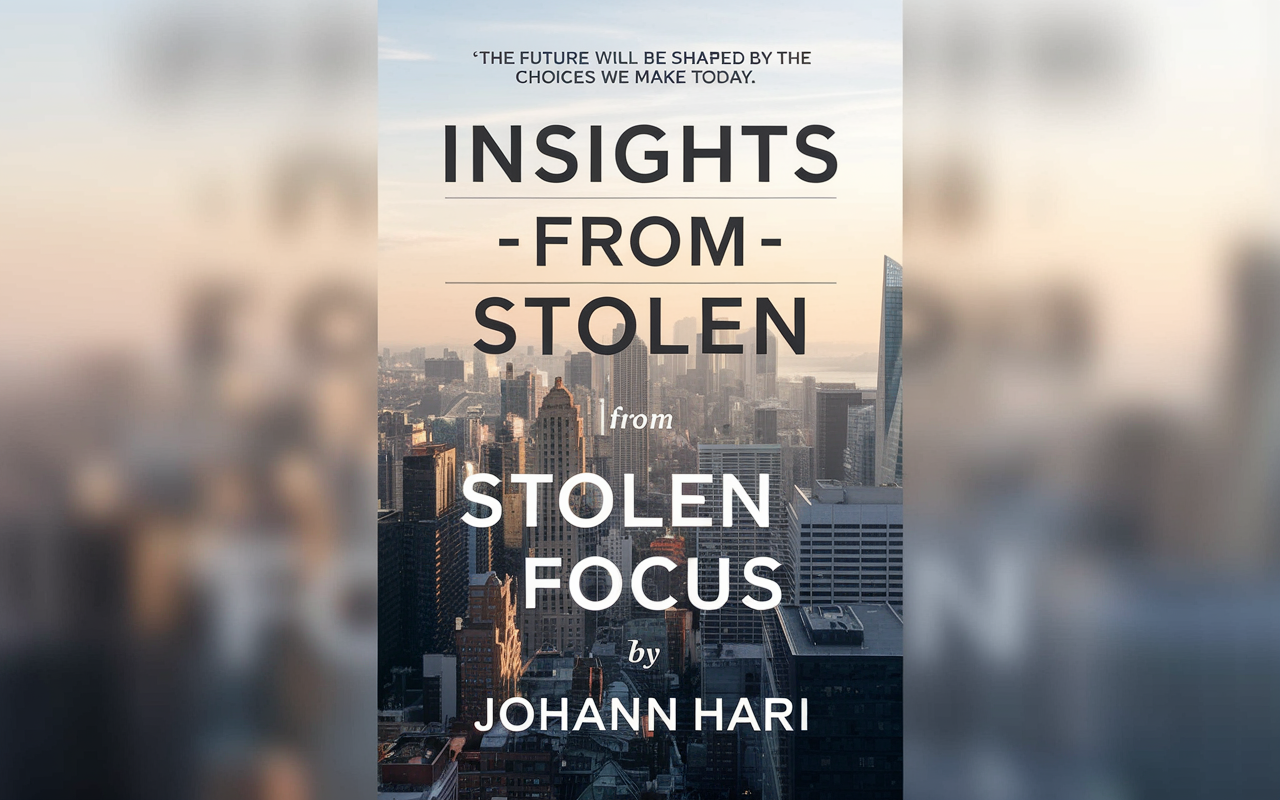 ‘THE FUTURE WILL BE SHAPED BY THE
CHOICES WE MAKE TODAY.
INSIGHTS
-FROM-
STOLEN
from
STOLEN
FOCUS
by
JOHANN HARI